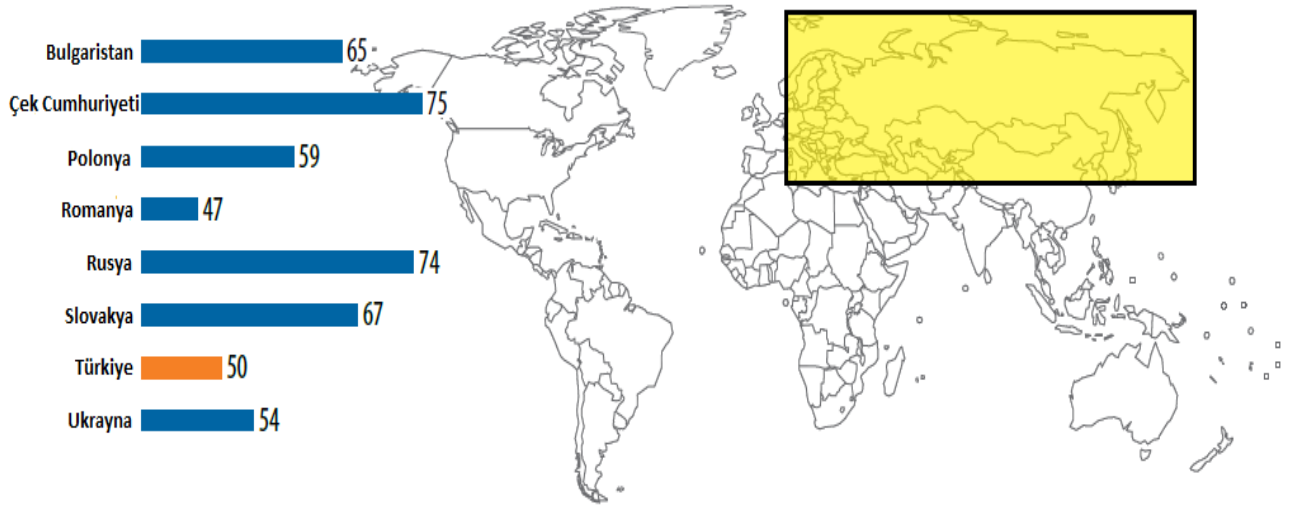 Bulgaristan 65
Çek Cumhuriyeti 75
Polonya 59
Romanya 47
Rusya 74
Slovakya 67
Türkiye 50
Ukrayna 54